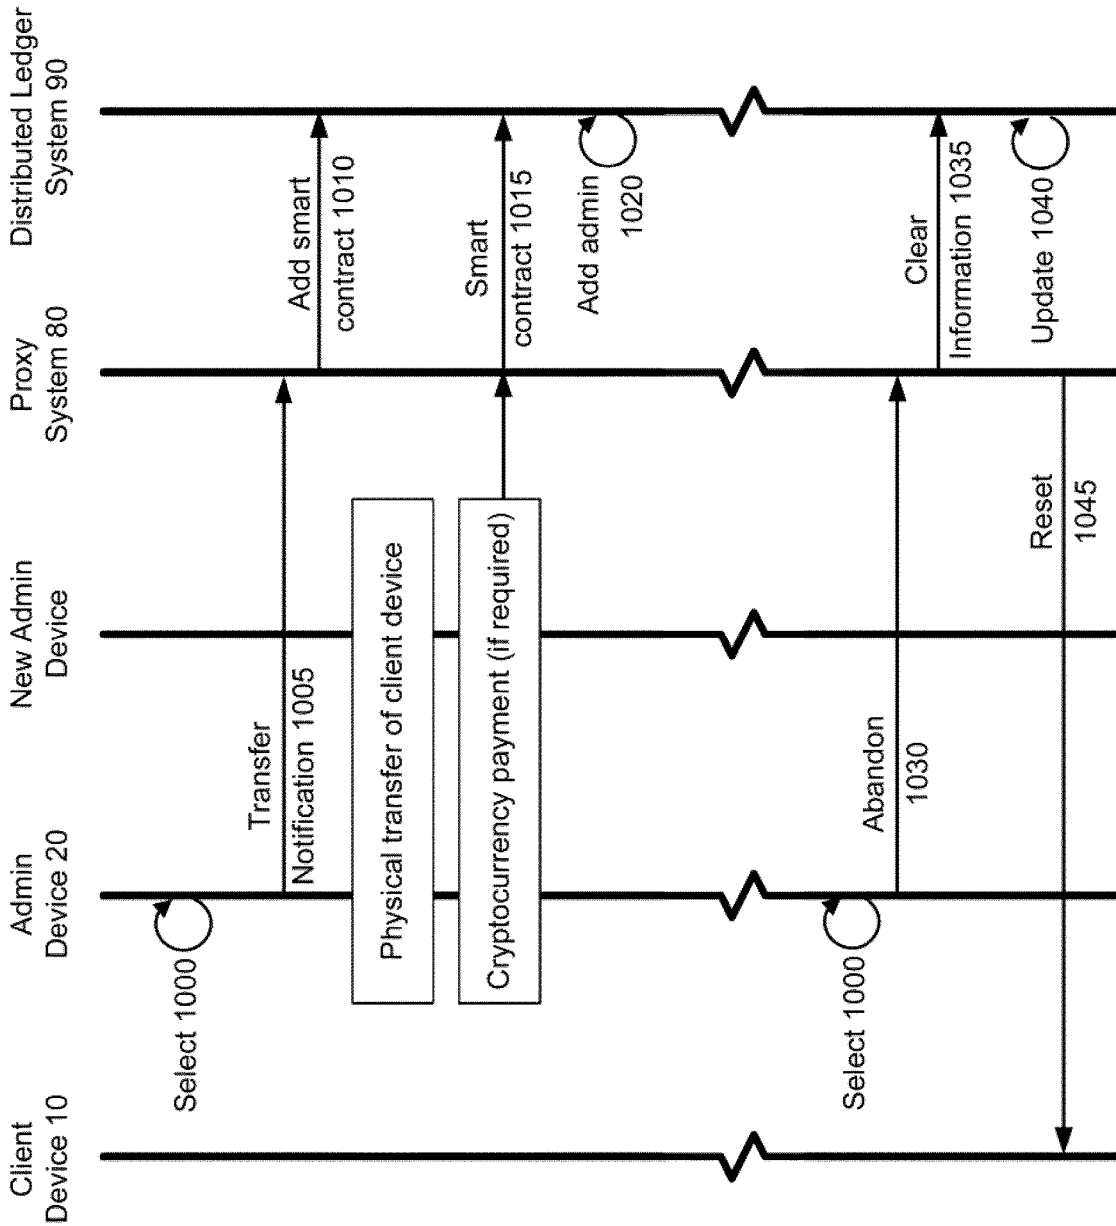 Client
Device 10
Admin
Device 20
New Admin
Device
Proxy
System 80
Distributed Ledger
System 90
Select 1000
Transfer
Notification 1005
Add smart
contract 1010
Physical transfer of client device
Cryptocurrency payment (if required)
Smart
contract 1015
Add admin
1020
Select 1000
Abandon
1030
Clear
Information 1035
Update 1040
Reset
1045